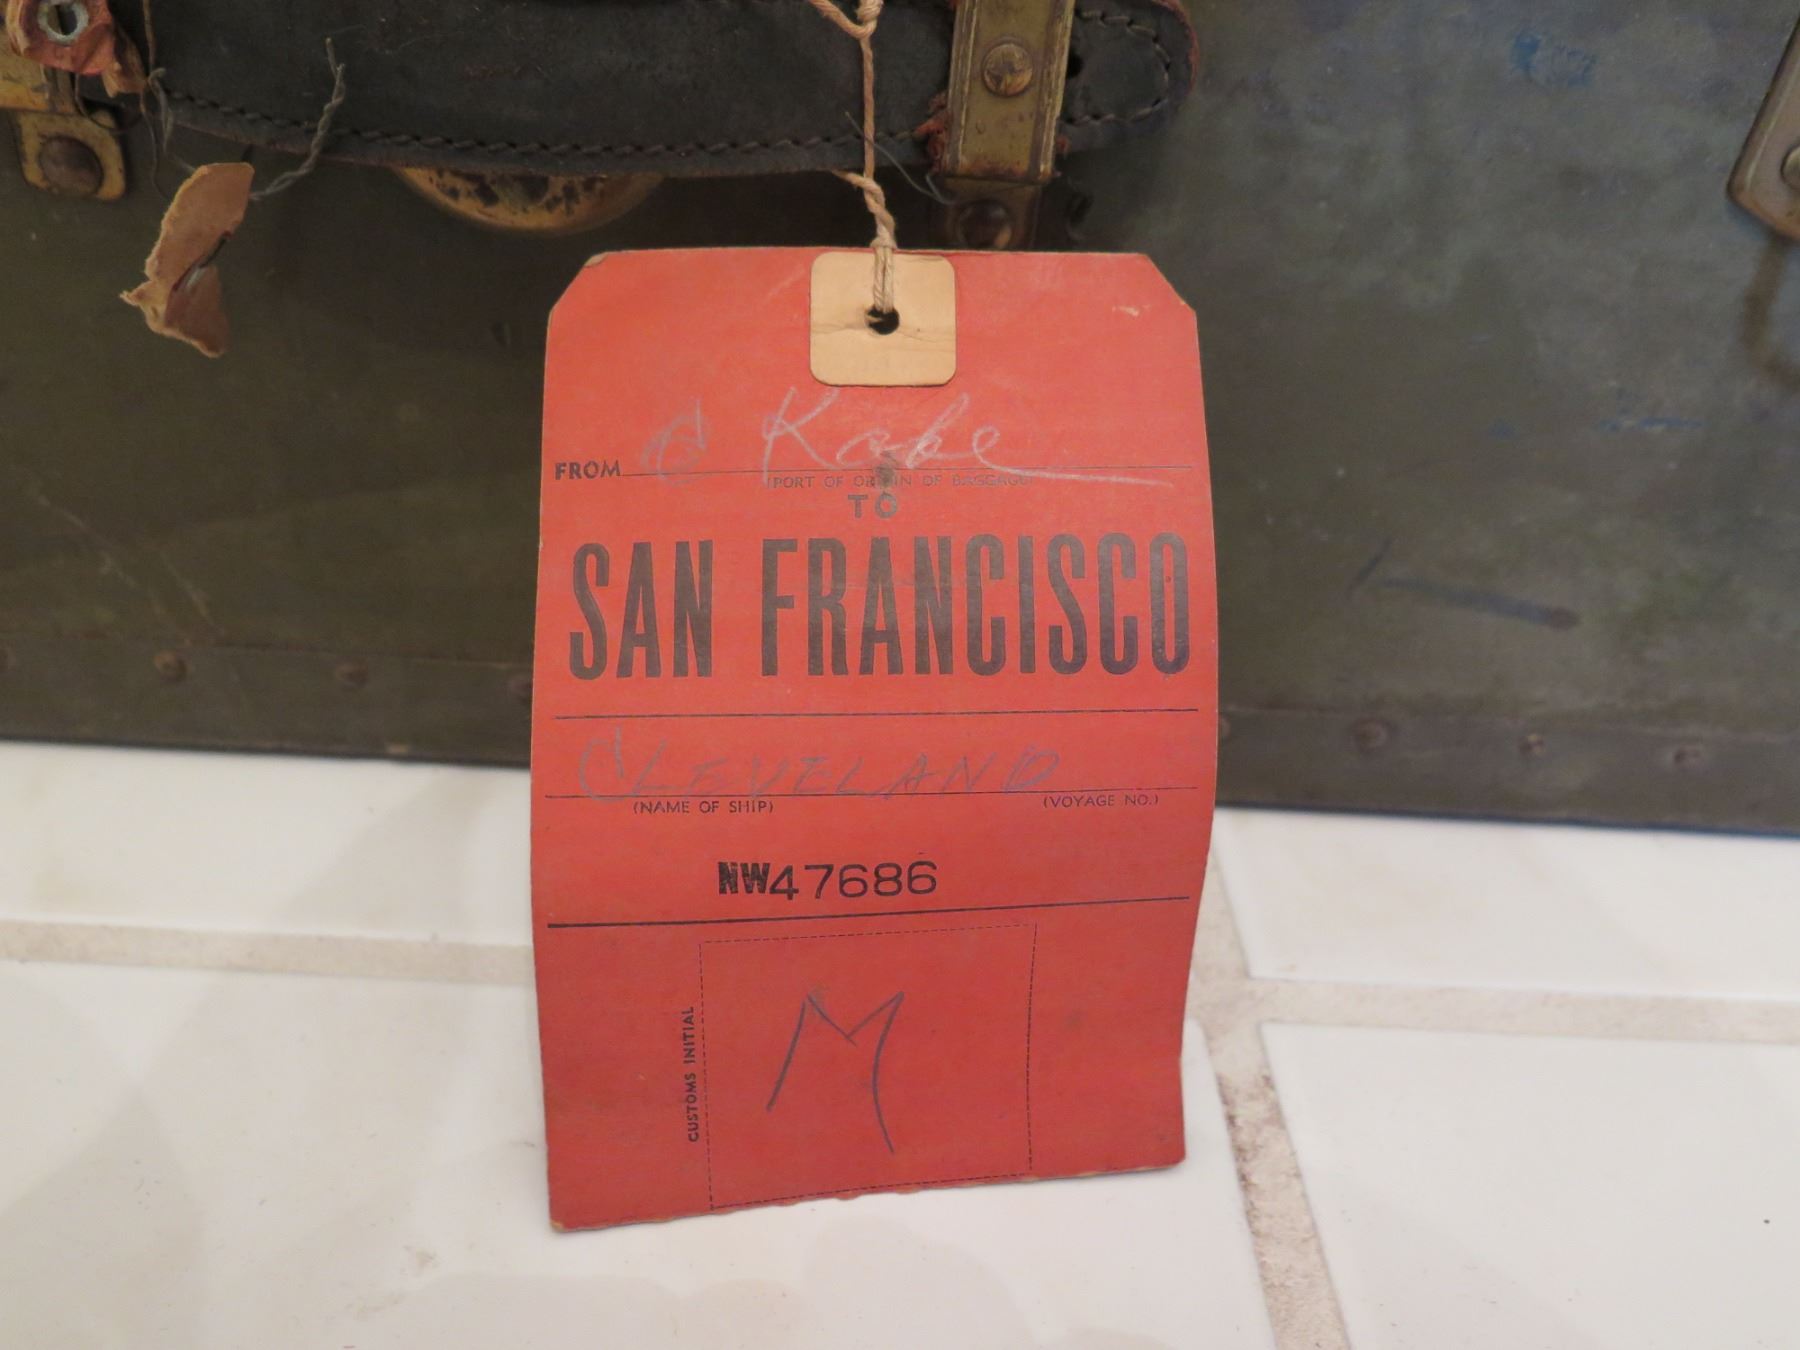 FROM Kobe
(PORT OF ORIGIN OF BAGGAGE)
TO
SAN FRANCISCO
CLEVELAND
(NAME OF SHIP) (VOYAGE NO.)
NW47686
CUSTOMS INITIAL
M